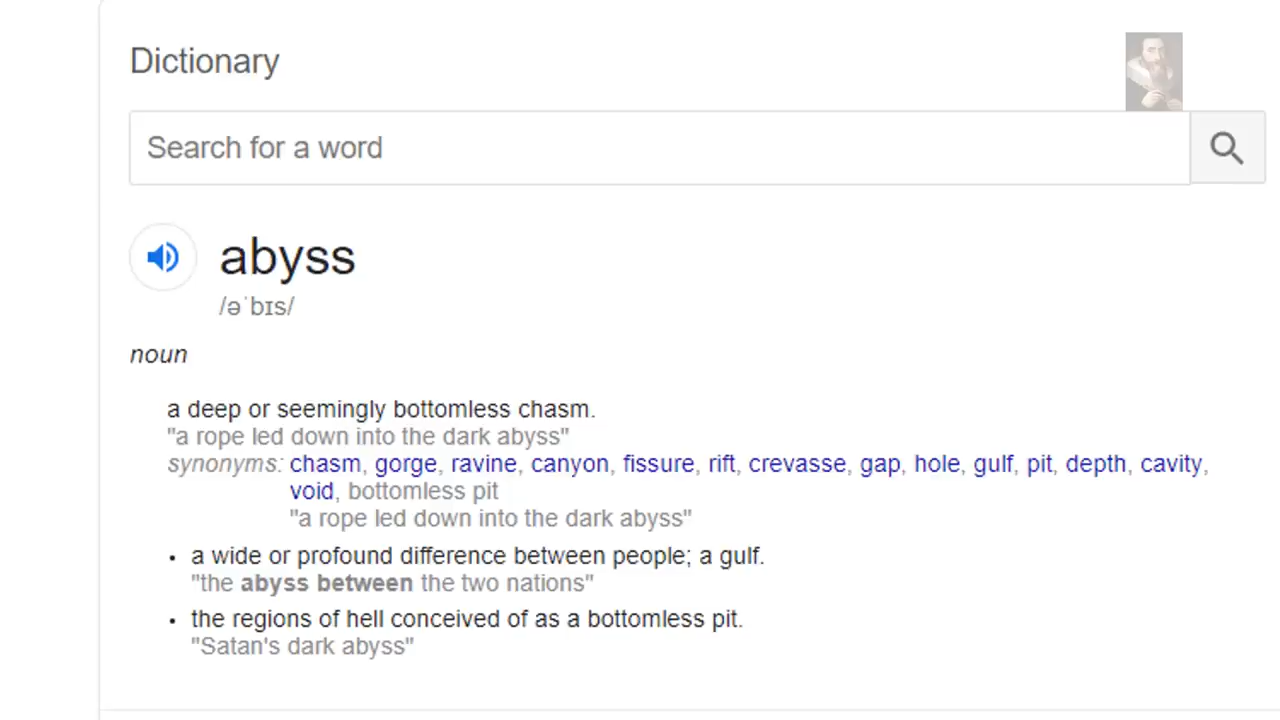 Dictionary
Search for a word
abyss
/əˈbɪs/
noun
a deep or seemingly bottomless chasm.
"a rope led down into the dark abyss"
synonyms: chasm, gorge, ravine, canyon, fissure, rift, crevasse, gap, hole, gulf, pit, depth, cavity,
void, bottomless pit
"a rope led down into the dark abyss"
• a wide or profound difference between people; a gulf.
"the abyss between the two nations"
• the regions of hell conceived of as a bottomless pit.
"Satan's dark abyss"